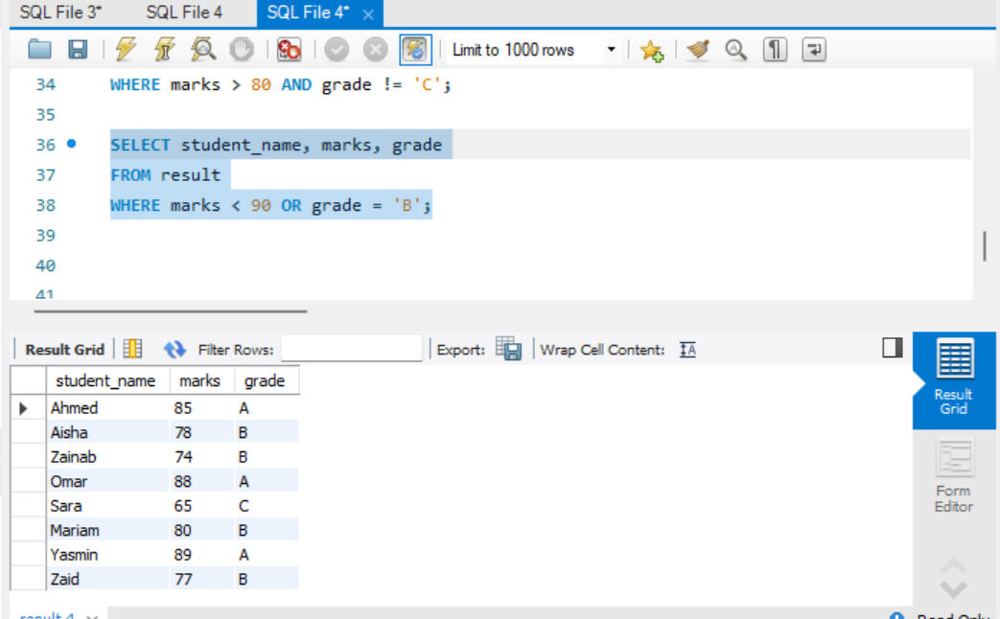 SQL File 3* SQL File 4 SQL File 4* ×
Limit to 1000 rows
34 WHERE marks > 80 AND grade != 'C';
35
36 SELECT student_name, marks, grade
37 FROM result
38 WHERE marks < 90 OR grade = 'B';
39
40
41
Result Grid Filter Rows: Export: Wrap Cell Content: IA
student_name marks grade
Ahmed 85 A
Aisha 78 B
Zainab 74 B
Omar 88 A
Sara 65 C
Mariam 80 B
Yasmin 89 A
Zaid 77 B
Result
Grid
Form
Editor
result 4 Read Only